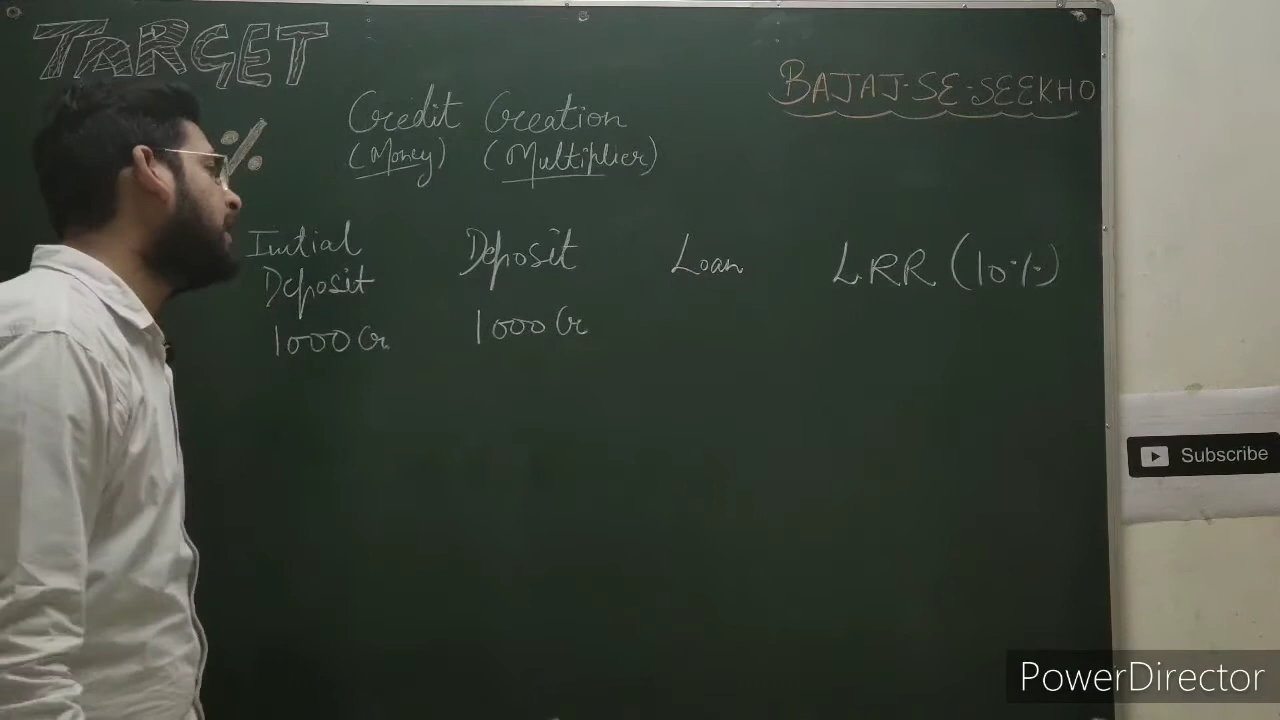 TARGET
%
BAJAJ-SE-SEEKHO
Credit Creation
(Money) (Multiplier)
Initial Deposit
1000 Cr
Deposit
1000 Cr
Loan
LRR (10%)
Subscribe
PowerDirector